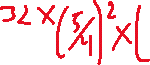 32 × (5/4)² × (